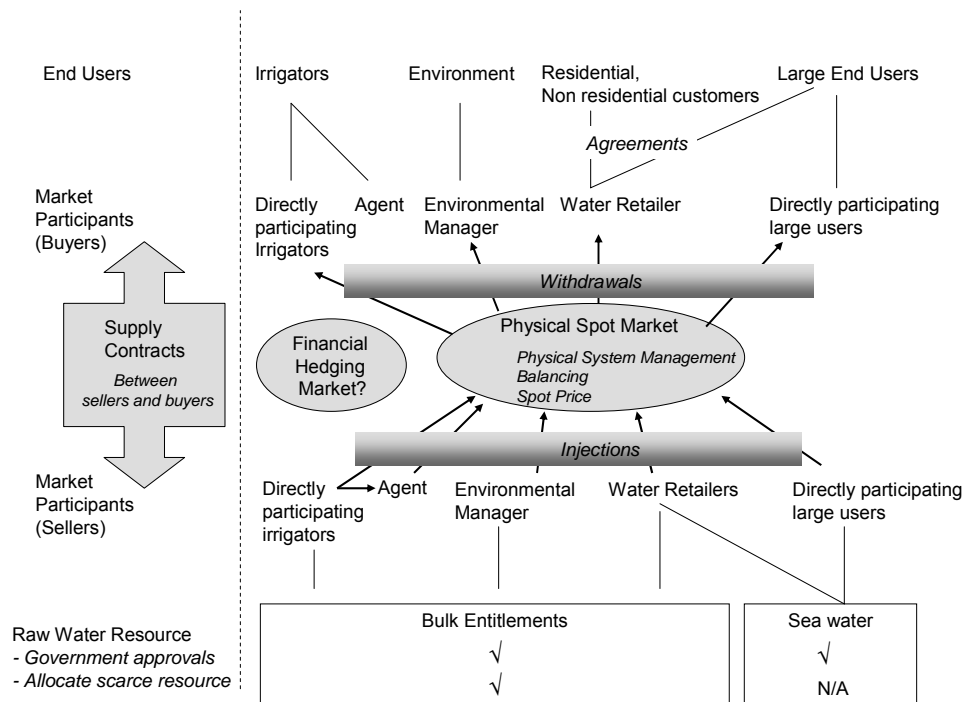 End Users
Irrigators
Environment
Residential,
Non residential customers
Large End Users
Agreements
Market
Participants
(Buyers)
Directly
participating
Irrigators
Agent
Environmental
Manager
Water Retailer
Directly participating
large users
Withdrawals
Supply
Contracts
Between
sellers and buyers
Financial
Hedging
Market?
Physical Spot Market
Physical System Management
Balancing
Spot Price
Injections
Market
Participants
(Sellers)
Directly
participating
irrigators
Agent
Environmental
Manager
Water Retailers
Directly participating
large users
Raw Water Resource
- Government approvals
- Allocate scarce resource
Bulk Entitlements
√
√
Sea water
√
N/A